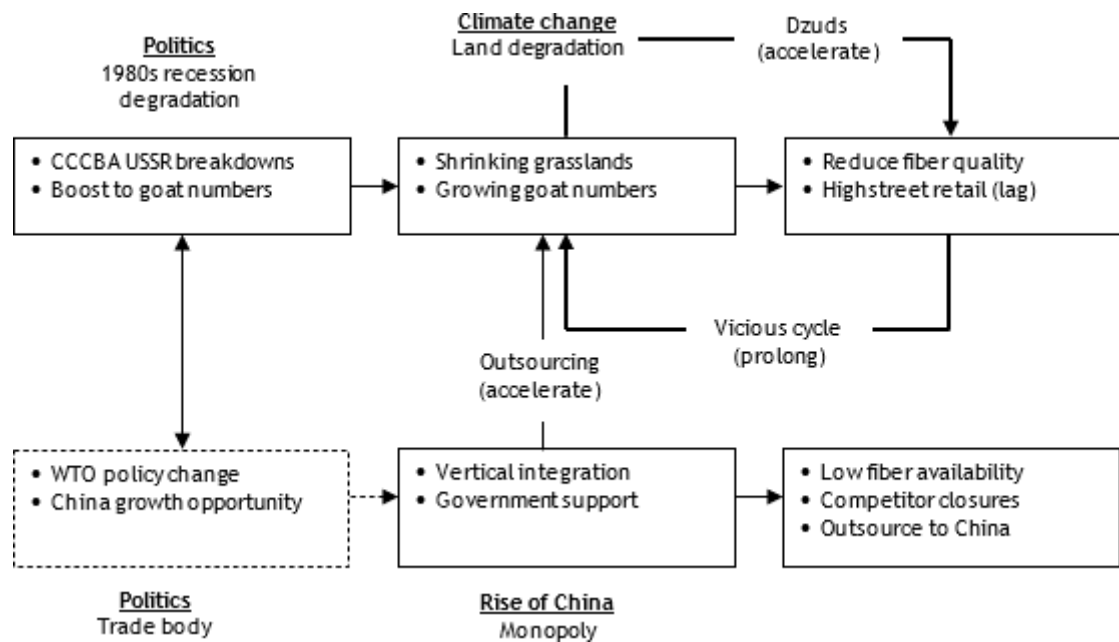 Politics
1980s recession
degradation
Climate change
Land degradation
Dzuds
(accelerate)
• CCCBA USSR breakdowns
• Boost to goat numbers
• Shrinking grasslands
• Growing goat numbers
• Reduce fiber quality
• High street retail (lag)
Vicious cycle
(prolong)
Outsourcing
(accelerate)
• WTO policy change
• China growth opportunity
• Vertical integration
• Government support
• Low fiber availability
• Competitor closures
• Outsource to China
Politics
Trade body
Rise of China
Monopoly